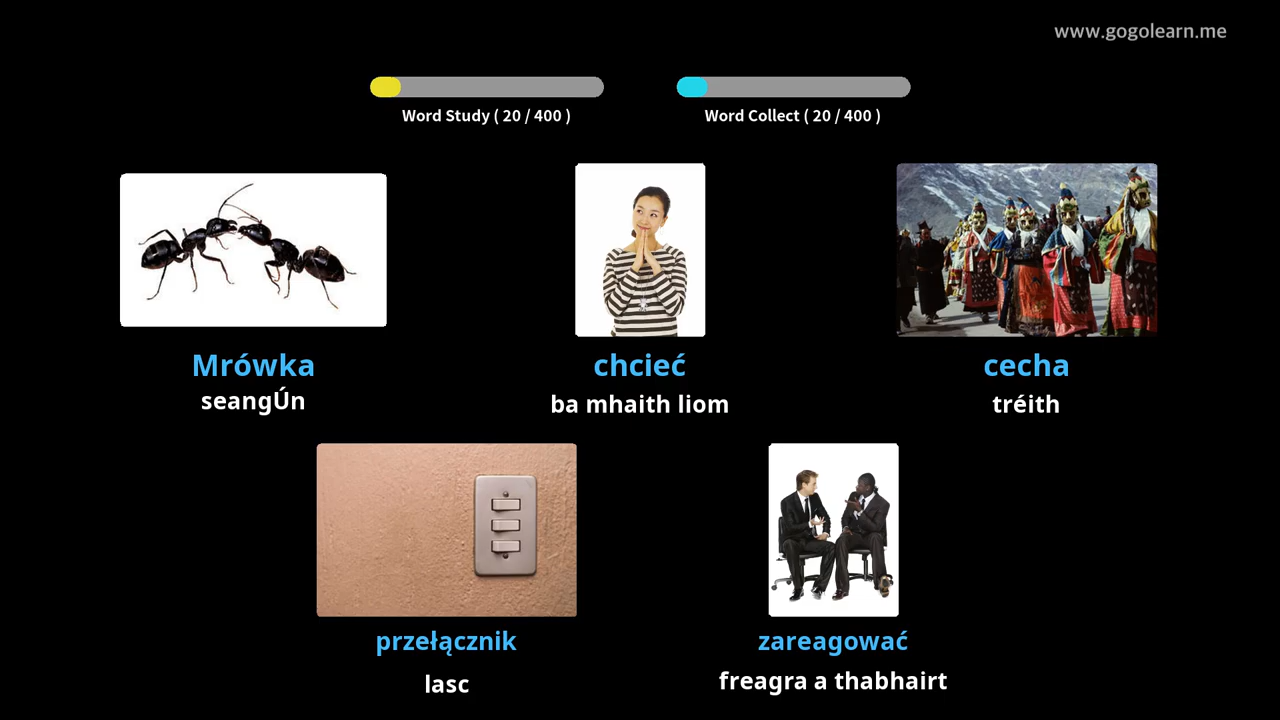 www.gogolearn.me
Word Study ( 20 / 400 )
Word Collect ( 20 / 400 )
Mrówka
seangÚn
chcieć
ba mhaith liom
cecha
tréith
przełącznik
lasc
zareagować
freagra a thabhairt